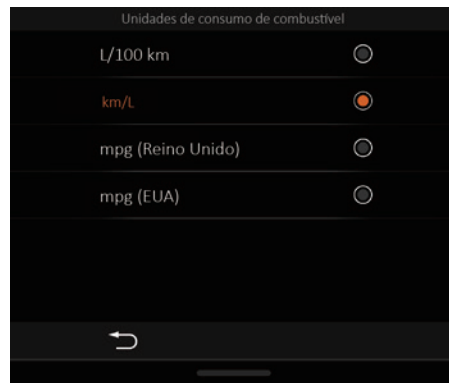 Unidades de consumo de combustível
L/100 km
km/L
mpg (Reino Unido)
mpg (EUA)